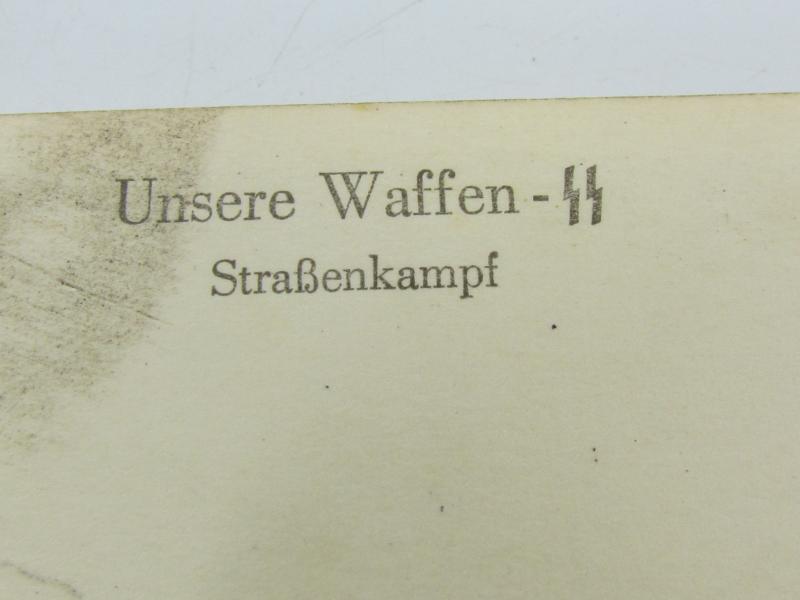 Unsere Waffen-ᛋᛋ
Straßenkampf